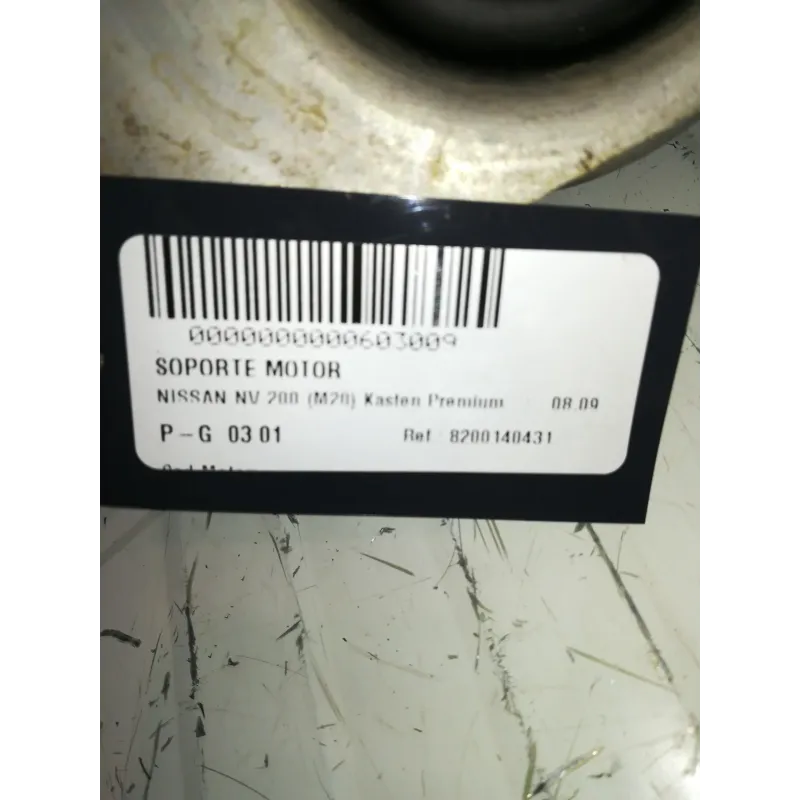 0000000000603009
SOPORTE MOTOR
NISSAN NV 200 (M20) Kasten Premium 08.09
P-G 03 01 Ref 8200140431